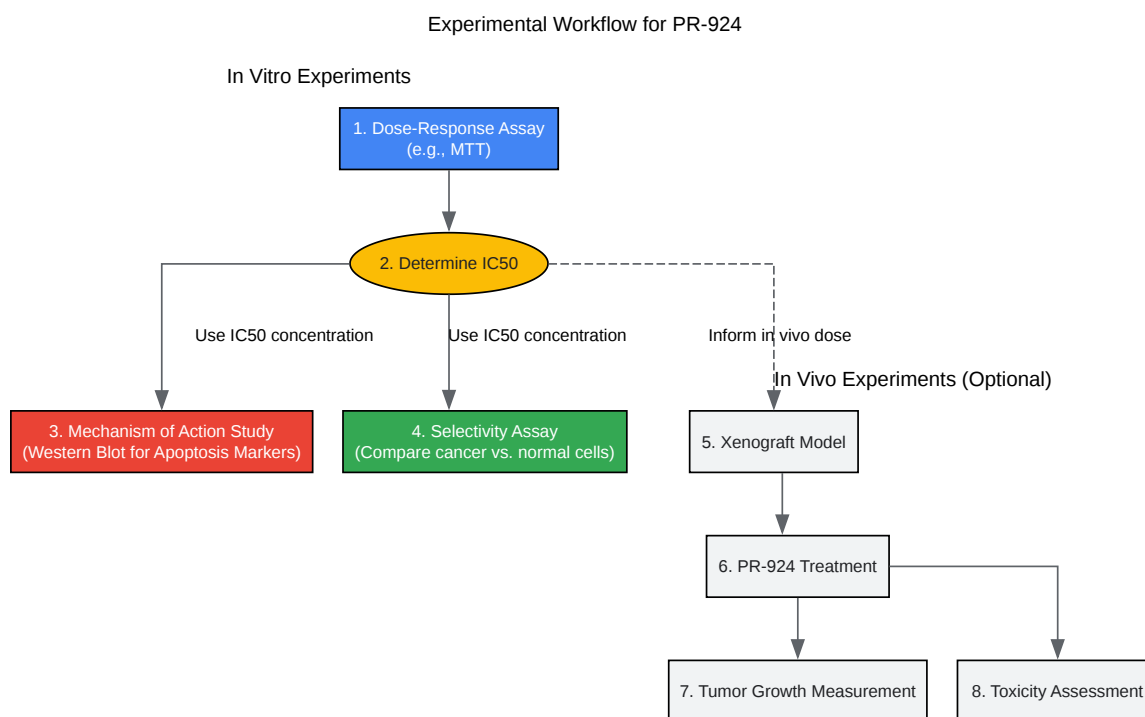 Experimental Workflow for PR-924
In Vitro Experiments
1. Dose-Response Assay
(e.g., MTT)
2. Determine IC50
Use IC50 concentration
Use IC50 concentration
Inform in vivo dose
In Vivo Experiments (Optional)
3. Mechanism of Action Study
(Western Blot for Apoptosis Markers)
4. Selectivity Assay
(Compare cancer vs. normal cells)
5. Xenograft Model
6. PR-924 Treatment
7. Tumor Growth Measurement
8. Toxicity Assessment